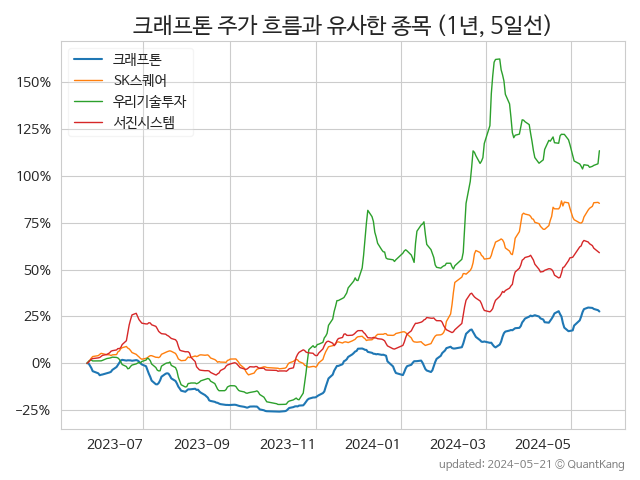 크래프톤 주가 흐름과 유사한 종목 (1년, 5일선)
크래프톤
SK스퀘어
우리기술투자
서진시스템
150%
125%
100%
75%
50%
25%
0%
−25%
2023-07
2023-09
2023-11
2024-01
2024-03
2024-05
updated: 2024-05-21 © QuantKang